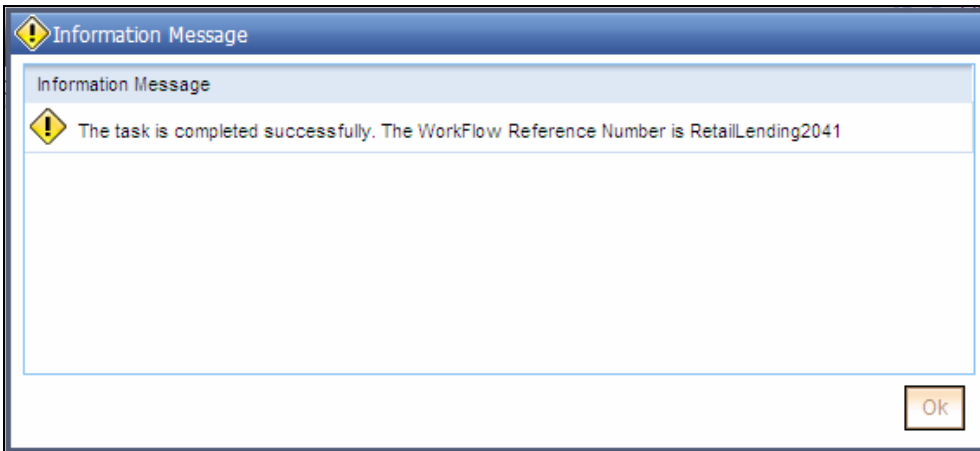 Information Message
Information Message
The task is completed successfully. The WorkFlow Reference Number is RetailLending2041
Ok